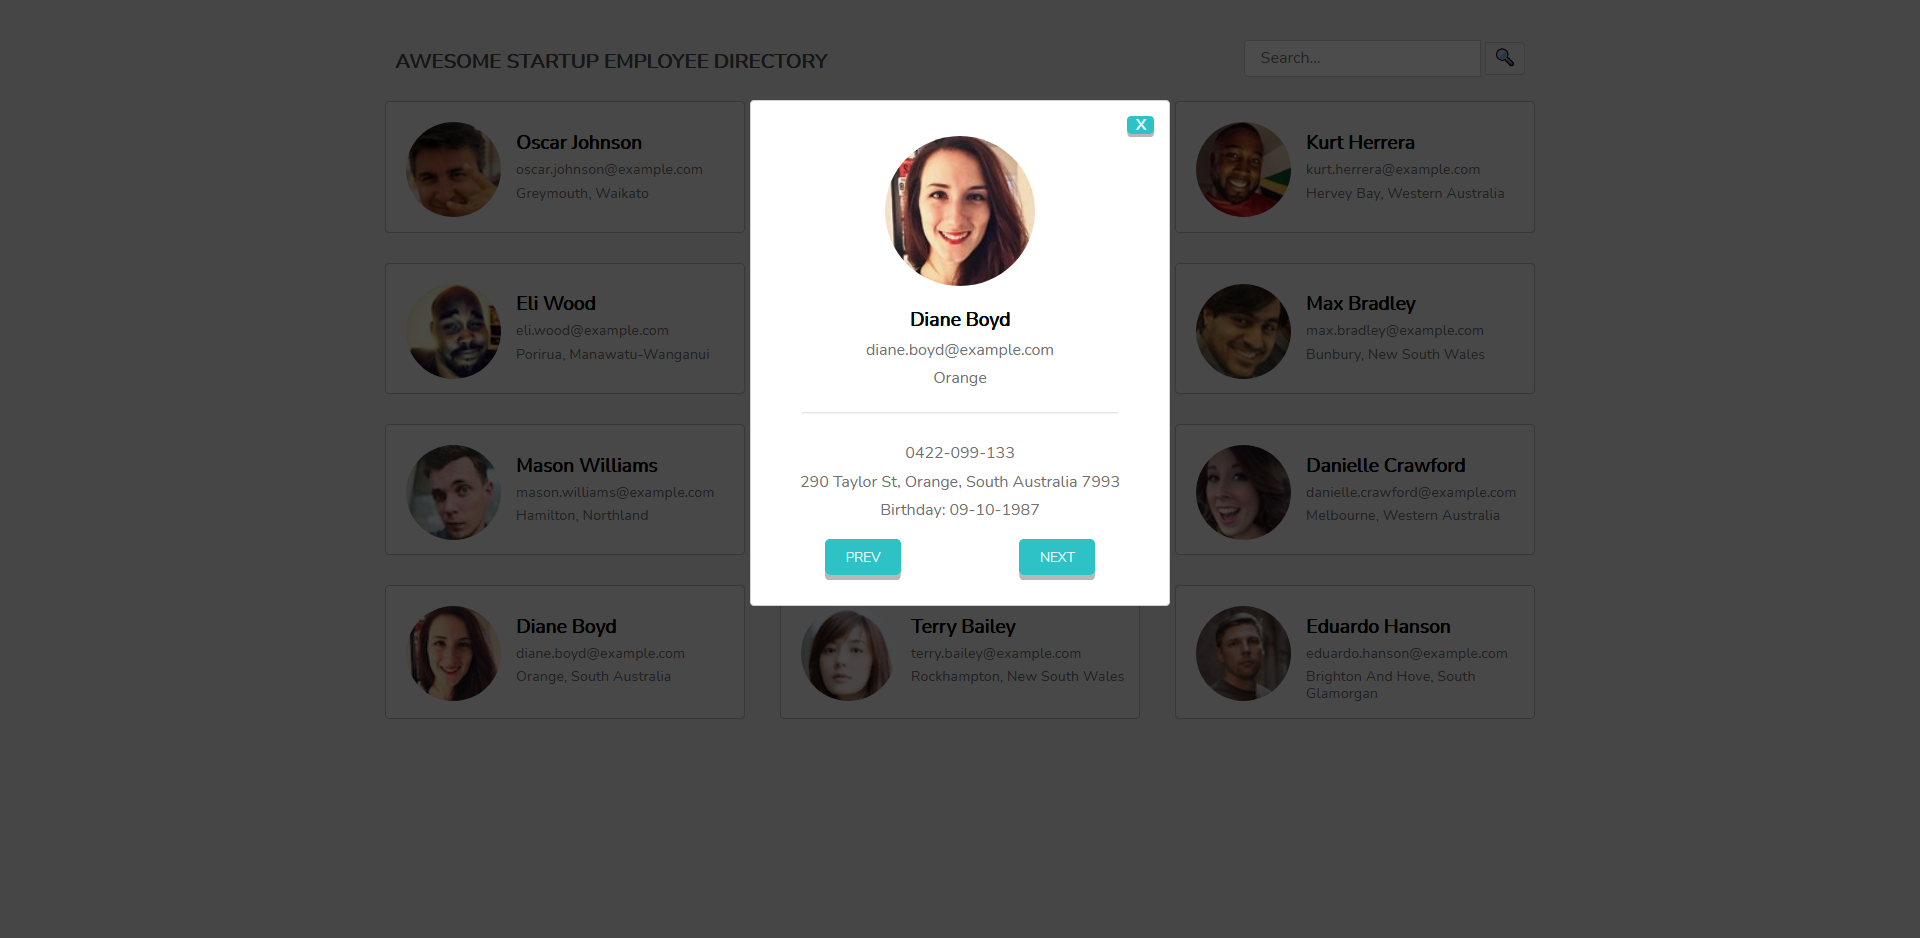 AWESOME STARTUP EMPLOYEE DIRECTORY
Search...
X
Diane Boyd
diane.boyd@example.com
Orange
0422-099-133
290 Taylor St, Orange, South Australia 7993
Birthday: 09-10-1987
PREV
NEXT
Oscar Johnson
oscar.johnson@example.com
Greymouth, Waikato
Kurt Herrera
kurt.herrera@example.com
Hervey Bay, Western Australia
Eli Wood
eli.wood@example.com
Porirua, Manawatu-Wanganui
Max Bradley
max.bradley@example.com
Bunbury, New South Wales
Mason Williams
mason.williams@example.com
Hamilton, Northland
Danielle Crawford
danielle.crawford@example.com
Melbourne, Western Australia
Diane Boyd
diane.boyd@example.com
Orange, South Australia
Terry Bailey
terry.bailey@example.com
Rockhampton, New South Wales
Eduardo Hanson
eduardo.hanson@example.com
Brighton And Hove, South
Glamorgan